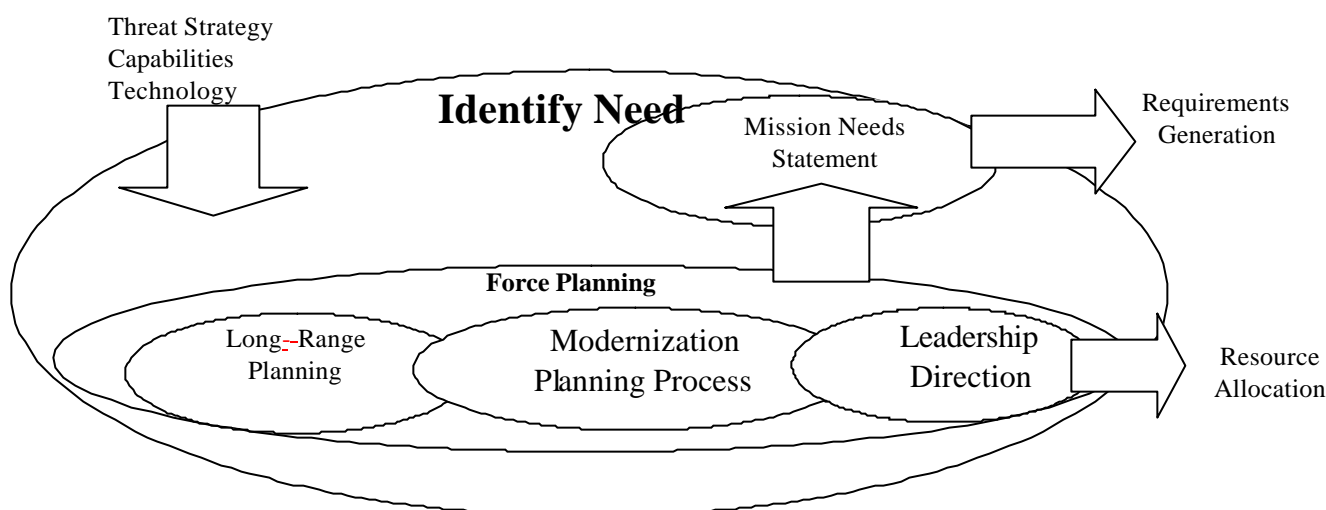 Threat Strategy
Capabilities
Technology
Identify Need
Mission Needs
Statement
Requirements
Generation
Force Planning
Long--Range
Planning
Modernization
Planning Process
Leadership
Direction
Resource
Allocation